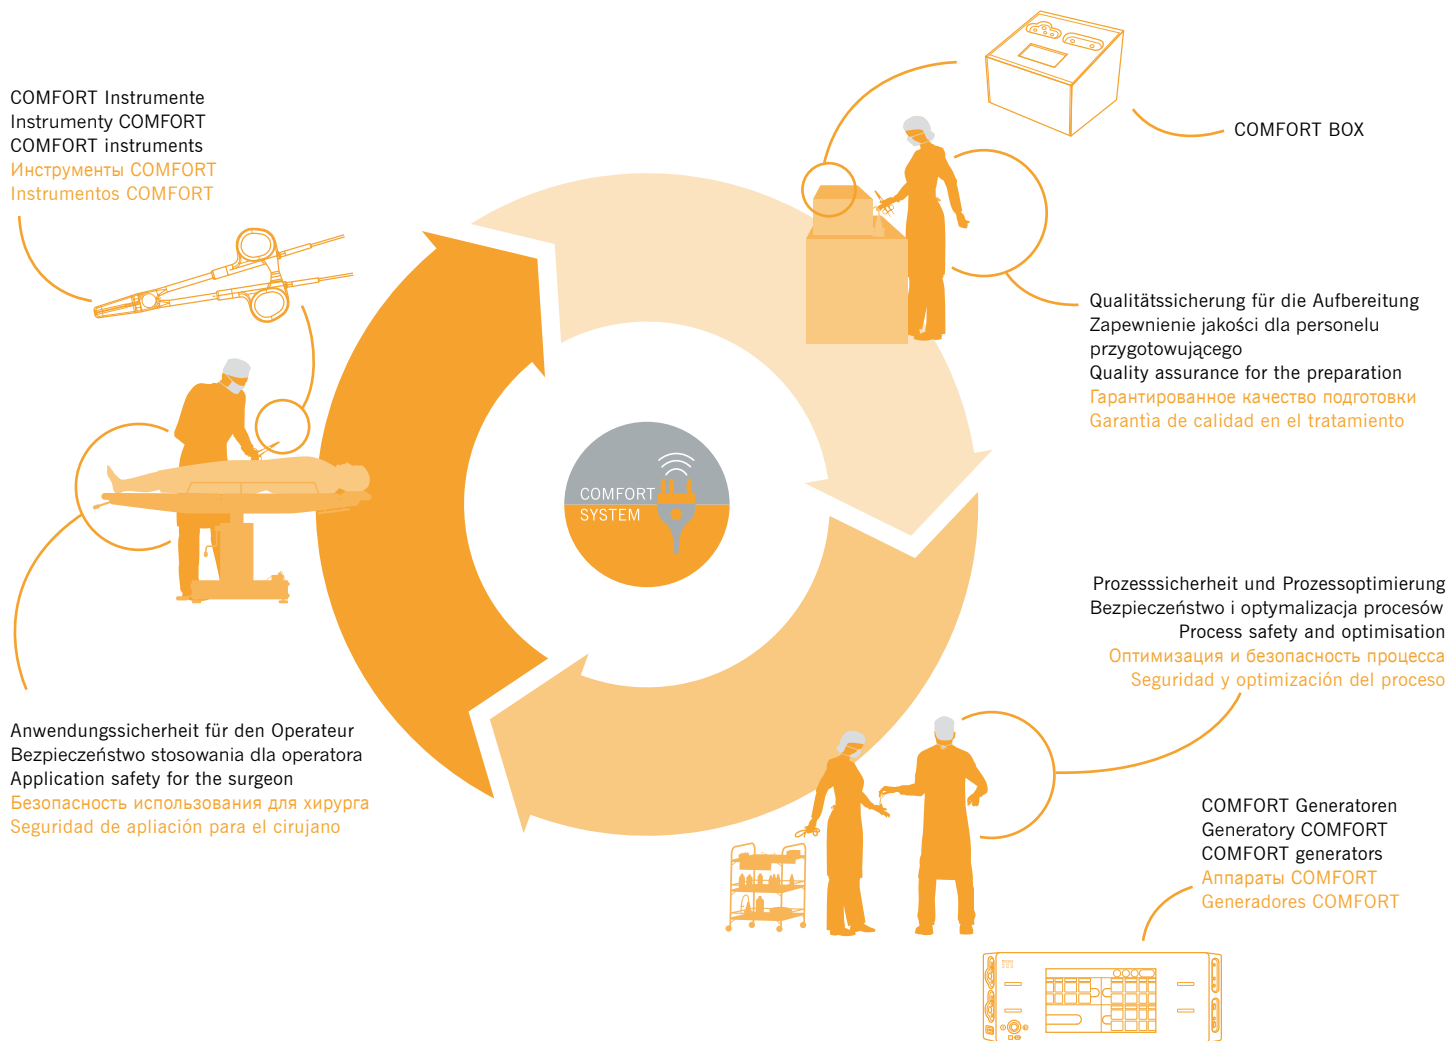 COMFORT Instrumente
Instrumenty COMFORT
COMFORT instruments
Инструменты COMFORT
Instrumentos COMFORT
COMFORT BOX
Qualitätssicherung für die Aufbereitung
Zapewnienie jakości dla personelu
przygotowującego
Quality assurance for the preparation
Гарантированное качество подготовки
Garantìa de calidad en el tratamiento
COMFORT
SYSTEM
Prozesssicherheit und Prozessoptimierung
Bezpieczeństwo i optymalizacja procesów
Process safety and optimisation
Оптимизация и безопасность процесса
Seguridad y optimización del proceso
Anwendungssicherheit für den Operateur
Bezpieczeństwo stosowania dla operatora
Application safety for the surgeon
Безопасность использования для хирурга
Seguridad de apliación para el cirujano
COMFORT Generatoren
Generatory COMFORT
COMFORT generators
Аппараты COMFORT
Generadores COMFORT